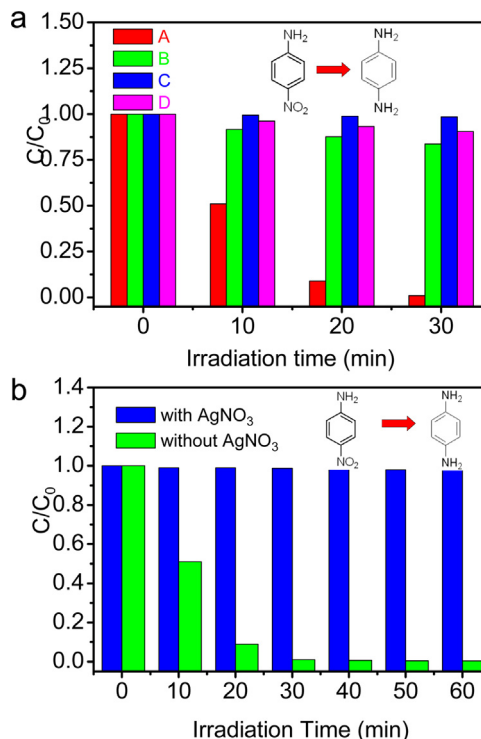 a
1.50
1.25
1.00
0.75
0.50
0.25
0.00
C/C₀
A
B
C
D
NH₂
NO₂
NH₂
NH₂
0 10 20 30
Irradiation time (min)
b
1.4
1.2
1.0
0.8
0.6
0.4
0.2
0.0
C/C₀
with AgNO₃
without AgNO₃
NH₂
NO₂
NH₂
NH₂
0 10 20 30 40 50 60
Irradiation Time (min)